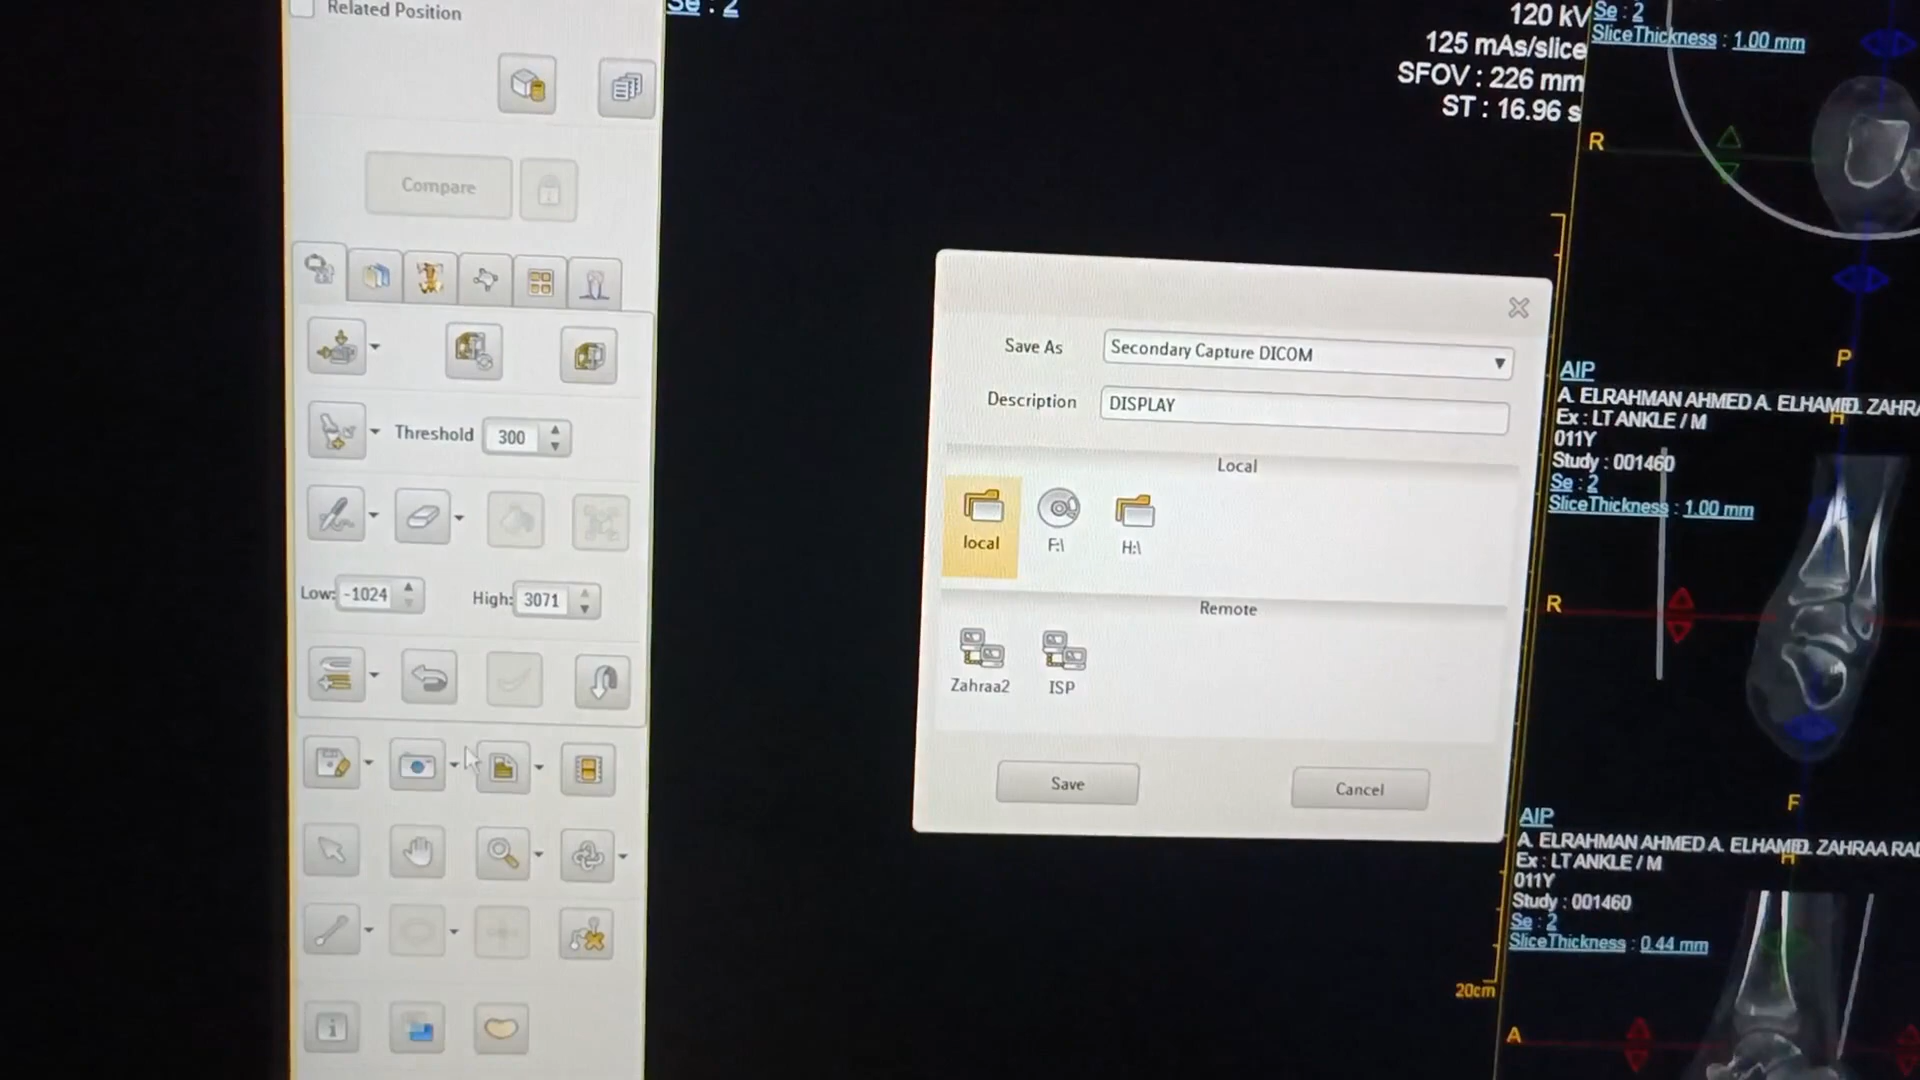 Related Position
Compare
Threshold 300
Low: -1024 High: 3071
Se : 2
120 kV
125 mAs/slice
SFOV : 226 mm
ST : 16.96 s
Save As Secondary Capture DICOM
Description DISPLAY
Local
local F:\ H:\
Remote
Zahraa2 ISP
Save Cancel
20cm
Se : 2
SliceThickness : 1.00 mm
R
P
AIP
A. ELRAHMAN AHMED A. ELHAMED. ZAHRA
H
Ex : LT ANKLE / M
011Y
Study : 001460
Se : 2
SliceThickness : 1.00 mm
R
F
AIP
A. ELRAHMAN AHMED A. ELHAMED. ZAHRAA RAD
H
Ex : LT ANKLE / M
011Y
Study : 001460
Se : 2
SliceThickness : 0.44 mm
A